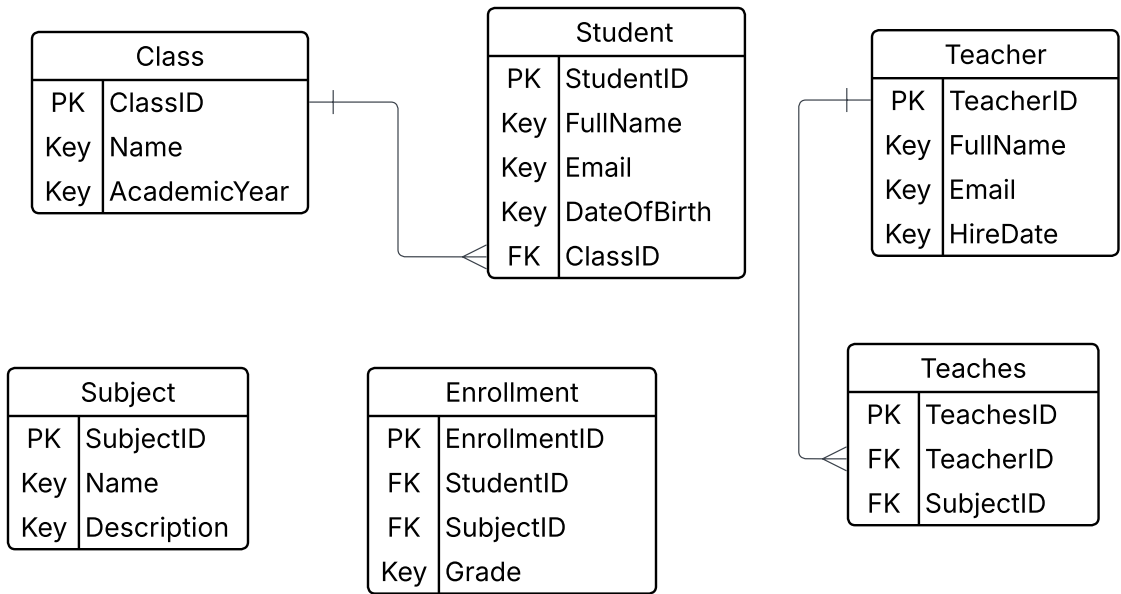 Class
PK ClassID
Key Name
Key AcademicYear
Student
PK StudentID
Key FullName
Key Email
Key DateOfBirth
FK ClassID
Teacher
PK TeacherID
Key FullName
Key Email
Key HireDate
Subject
PK SubjectID
Key Name
Key Description
Enrollment
PK EnrollmentID
FK StudentID
FK SubjectID
Key Grade
Teaches
PK TeachesID
FK TeacherID
FK SubjectID